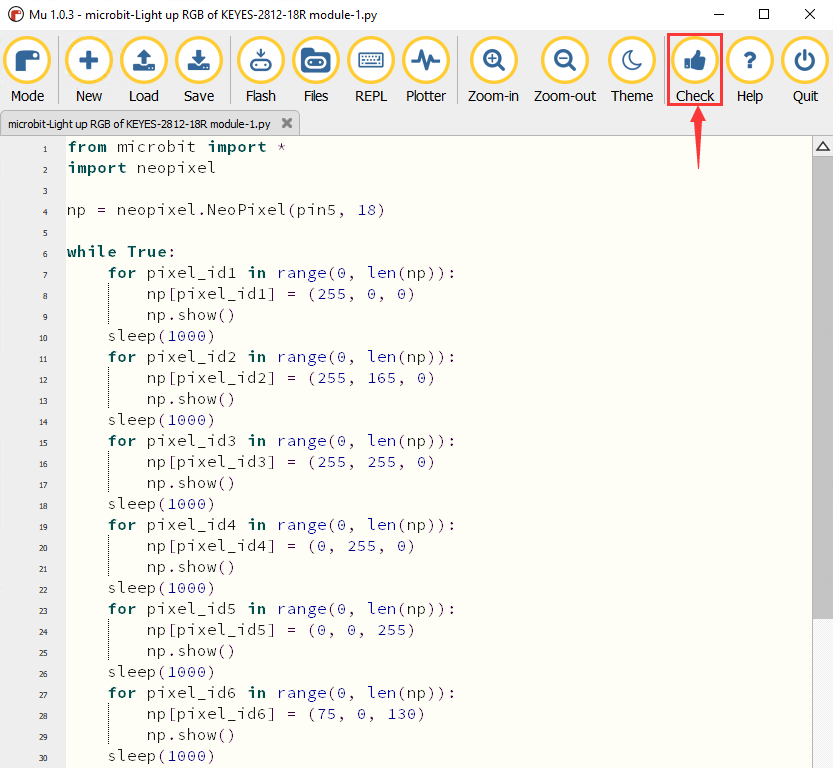 Mu 1.0.3 - microbit-Light up RGB of KEYES-2812-18R module-1.py
Mode New Load Save Flash Files REPL Plotter Zoom-in Zoom-out Theme Check Help Quit
microbit-Light up RGB of KEYES-2812-18R module-1.py
1 from microbit import *
2 import neopixel
3
4 np = neopixel.NeoPixel(pin5, 18)
5
6 while True:
7     for pixel_id1 in range(0, len(np)):
8         np[pixel_id1] = (255, 0, 0)
9         np.show()
10     sleep(1000)
11     for pixel_id2 in range(0, len(np)):
12         np[pixel_id2] = (255, 165, 0)
13         np.show()
14     sleep(1000)
15     for pixel_id3 in range(0, len(np)):
16         np[pixel_id3] = (255, 255, 0)
17         np.show()
18     sleep(1000)
19     for pixel_id4 in range(0, len(np)):
20         np[pixel_id4] = (0, 255, 0)
21         np.show()
22     sleep(1000)
23     for pixel_id5 in range(0, len(np)):
24         np[pixel_id5] = (0, 0, 255)
25         np.show()
26     sleep(1000)
27     for pixel_id6 in range(0, len(np)):
28         np[pixel_id6] = (75, 0, 130)
29         np.show()
30     sleep(1000)